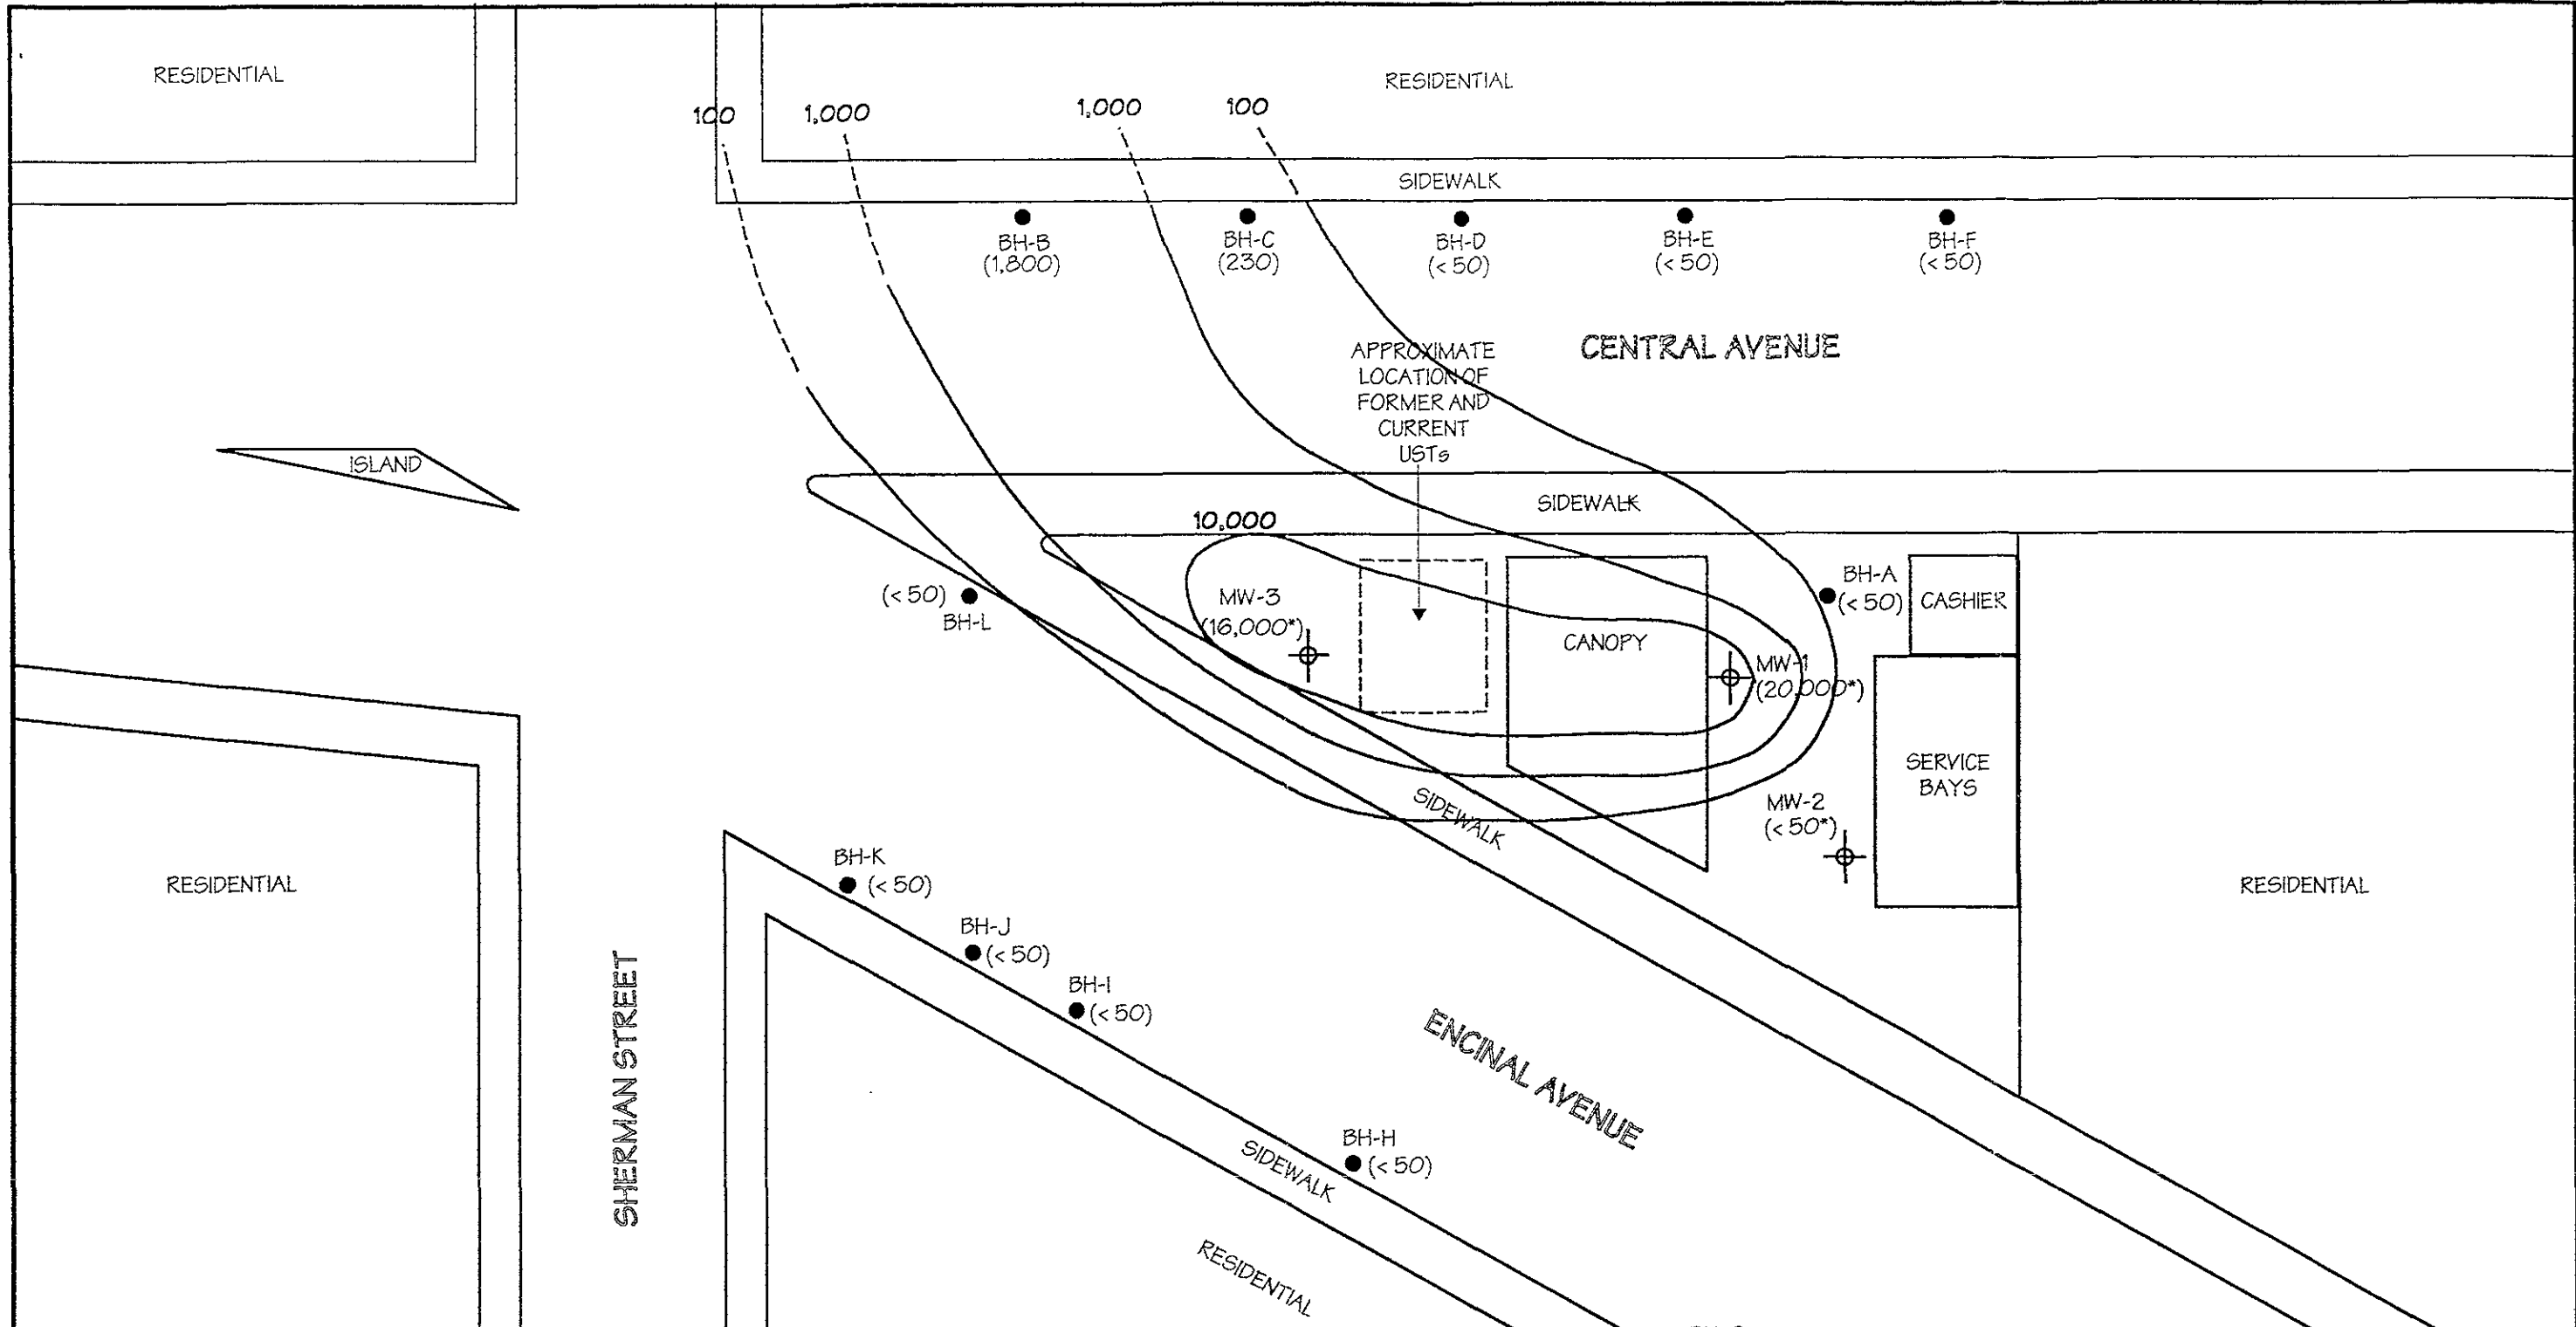 RESIDENTIAL
RESIDENTIAL
100
1,000
1,000
100
SIDEWALK
BH-B
(1,800)
BH-C
(230)
BH-D
(< 50)
BH-E
(< 50)
BH-F
(< 50)
CENTRAL AVENUE
APPROXIMATE
LOCATION OF
FORMER AND
CURRENT
USTs
ISLAND
SIDEWALK
10,000
(< 50)
BH-L
MW-3
(16,000*)
CANOPY
BH-A
(< 50)
CASHIER
MW-1
(20,000*)
SERVICE
BAYS
MW-2
(< 50*)
SIDEWALK
RESIDENTIAL
BH-K
(< 50)
BH-J
(< 50)
BH-I
(< 50)
RESIDENTIAL
SHERMAN STREET
ENCINAL AVENUE
BH-H
(< 50)
SIDEWALK
RESIDENTIAL